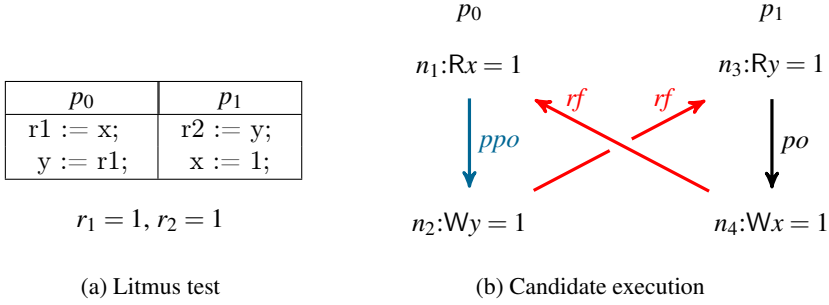 p₀ p₁
r1 := x; r2 := y;
y := r1; x := 1;
r₁ = 1, r₂ = 1
(a) Litmus test
p₀ p₁
n₁:Rx = 1 n₃:Ry = 1
rf rf
ppo po
n₂:Wy = 1 n₄:Wx = 1
(b) Candidate execution